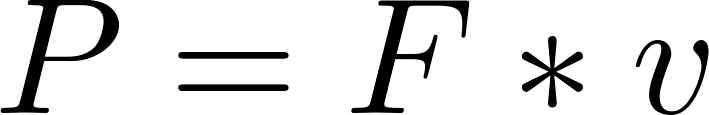 P = F * v